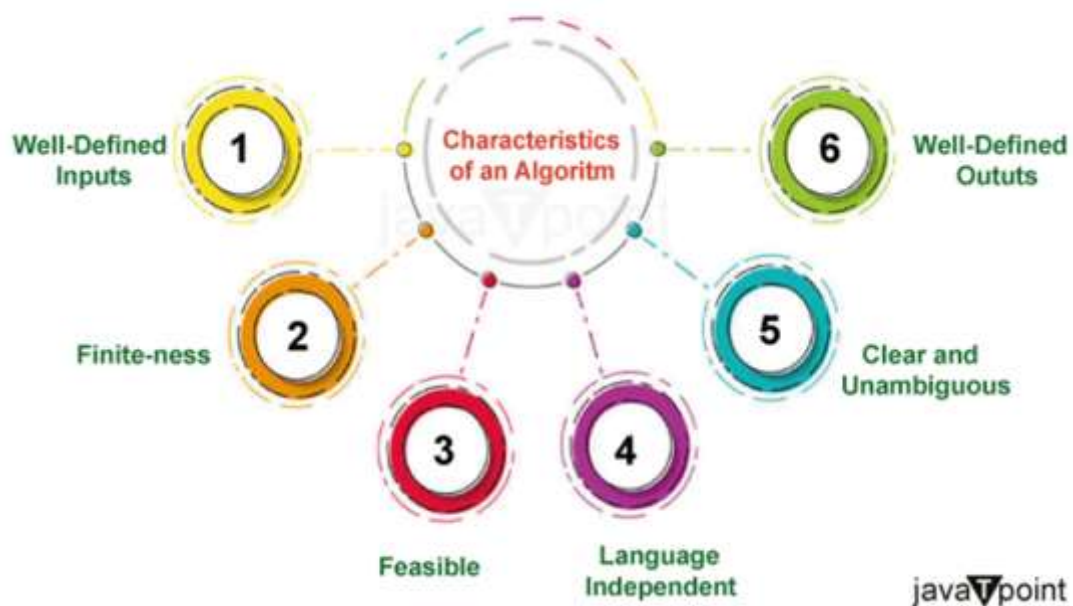 Characteristics
of an Algoritm
javaTpoint
1
Well-Defined
Inputs
2
Finite-ness
3
Feasible
4
Language
Independent
5
Clear and
Unambiguous
6
Well-Defined
Oututs
javaTpoint